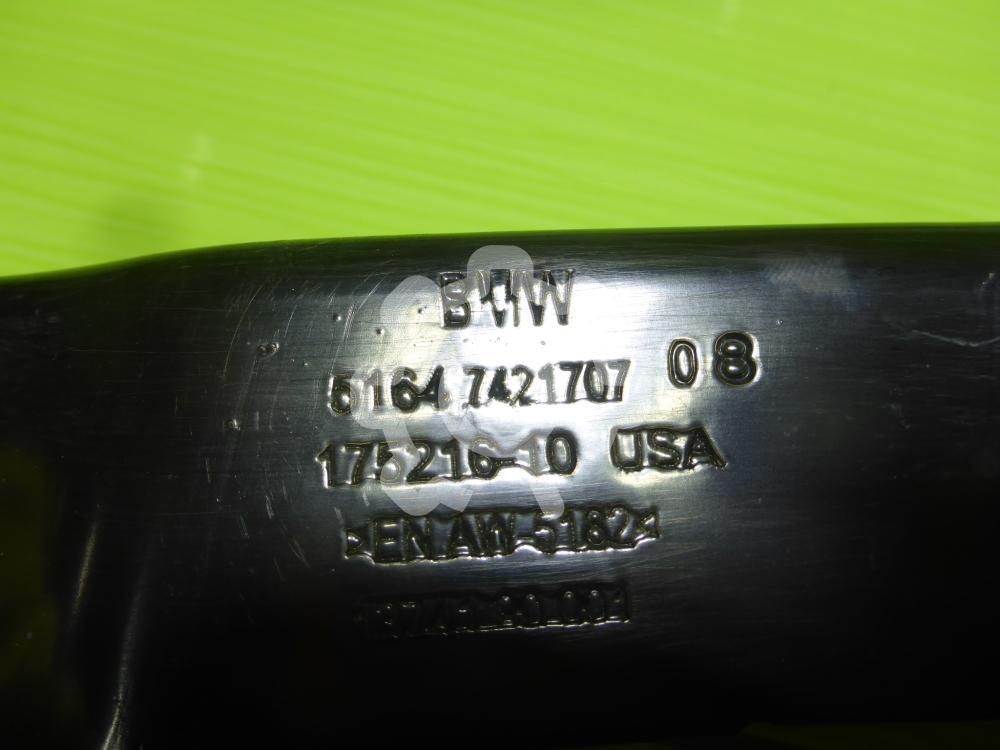 BMW
5164 7421707 08
175216-10 USA
>EN AW-5182<